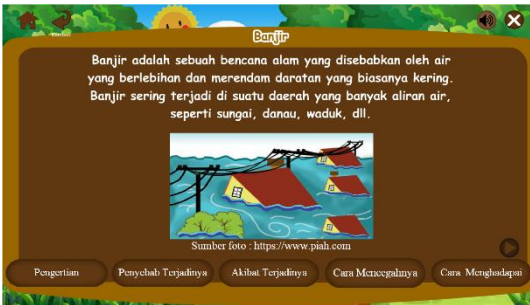 Banjir
Banjir adalah sebuah bencana alam yang disebabkan oleh air
yang berlebihan dan merendam daratan yang biasanya kering.
Banjir sering terjadi di suatu daerah yang banyak aliran air,
seperti sungai, danau, waduk, dll.
Sumber foto : https://www.piah.com
Pengertian
Penyebab Terjadinya
Akibat Terjadinya
Cara Mencegahnya
Cara Menghadapai